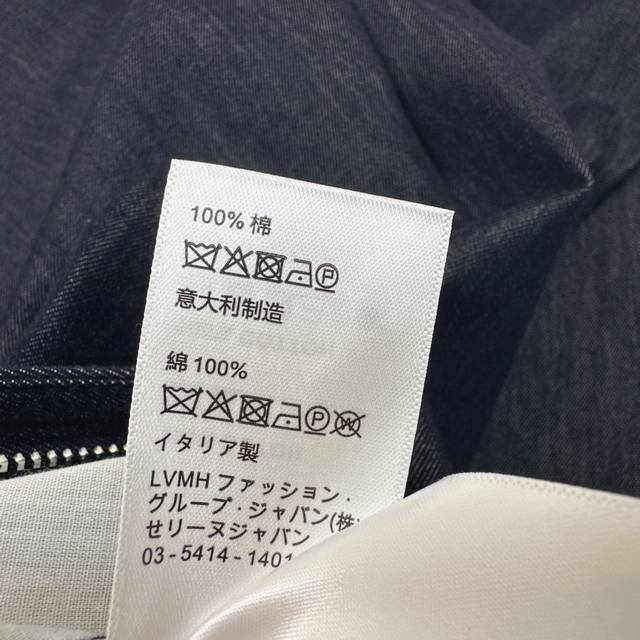 100% 棉
意大利制造
綿 100%
イタリア製
LVMH ファッション .
グループ・ジャパン(株)
せリーヌジャパン
03 - 5414 - 1401